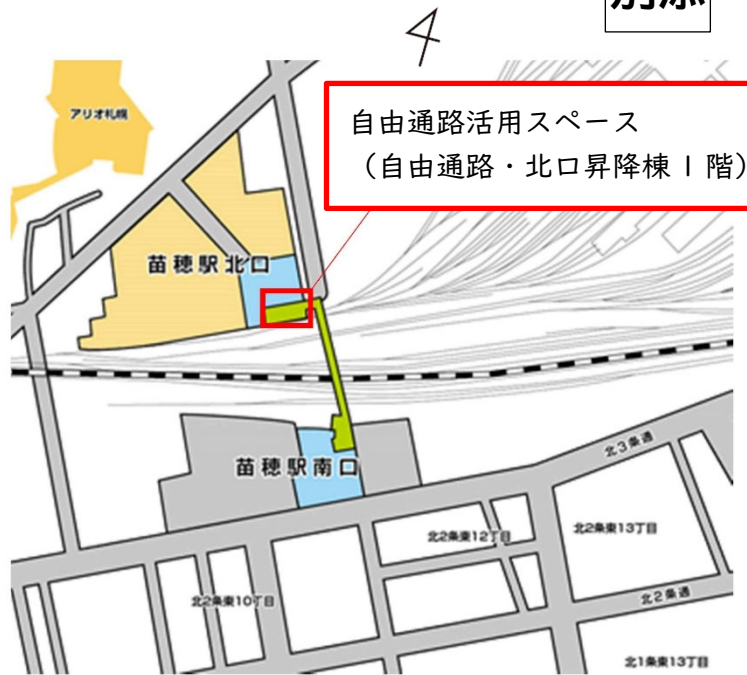 別添
アリオ札幌
自由通路活用スペース
（自由通路・北口昇降棟１階）
苗穂駅北口
苗穂駅南口
北3条通
北2条東12丁目
北2条東13丁目
北2条東10丁目
北2条通
北1条東13丁目